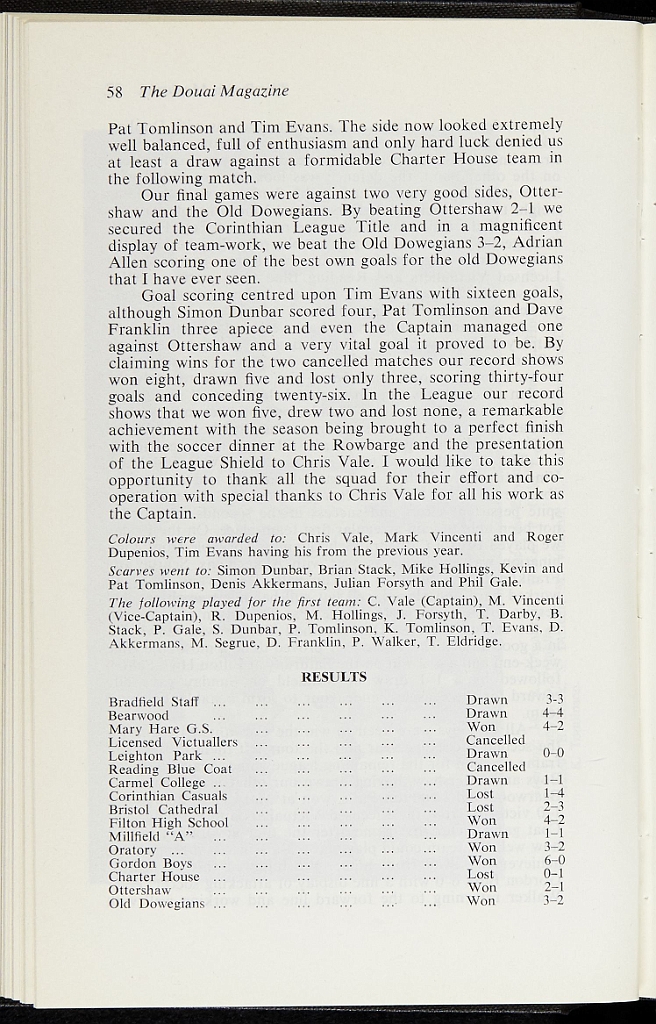 58 The Douai Magazine
Pat Tomlinson and Tim Evans. The side now looked extremely
well balanced, full of enthusiasm and only hard luck denied us
at least a draw against a formidable Charter House team in
the following match.
Our final games were against two very good sides, Otter-
shaw and the Old Dowegians. By beating Ottershaw 2–1 we
secured the Corinthian League Title and in a magnificent
display of team-work, we beat the Old Dowegians 3–2, Adrian
Allen scoring one of the best own goals for the old Dowegians
that I have ever seen.
Goal scoring centred upon Tim Evans with sixteen goals,
although Simon Dunbar scored four, Pat Tomlinson and Dave
Franklin three apiece and even the Captain managed one
against Ottershaw and a very vital goal it proved to be. By
claiming wins for the two cancelled matches our record shows
won eight, drawn five and lost only three, scoring thirty-four
goals and conceding twenty-six. In the League our record
shows that we won five, drew two and lost none, a remarkable
achievement with the season being brought to a perfect finish
with the soccer dinner at the Rowbarge and the presentation
of the League Shield to Chris Vale. I would like to take this
opportunity to thank all the squad for their effort and co-
operation with special thanks to Chris Vale for all his work as
the Captain.
Colours were awarded to: Chris Vale, Mark Vincenti and Roger
Dupenios, Tim Evans having his from the previous year.
Scarves went to: Simon Dunbar, Brian Stack, Mike Hollings, Kevin and
Pat Tomlinson, Denis Akkermans, Julian Forsyth and Phil Gale.
The following played for the first team: C. Vale (Captain), M. Vincenti
(Vice-Captain), R. Dupenios, M. Hollings, J. Forsyth, T. Darby, B.
Stack, P. Gale, S. Dunbar, P. Tomlinson, K. Tomlinson, T. Evans, D.
Akkermans, M. Segrue, D. Franklin, P. Walker, T. Eldridge.
RESULTS
Bradfield Staff ... ... ... ... ... ... Drawn 3-3
Bearwood ... ... ... ... ... ... Drawn 4–4
Mary Hare G.S. ... ... ... ... ... Won 4–2
Licensed Victuallers ... ... ... ... ... Cancelled
Leighton Park ... ... ... ... ... ... Drawn 0–0
Reading Blue Coat ... ... ... ... ... Cancelled
Carmel College ... ... ... ... ... ... Drawn 1–1
Corinthian Casuals ... ... ... ... ... Lost 1–4
Bristol Cathedral ... ... ... ... ... Lost 2–3
Filton High School ... ... ... ... ... Won 4–2
Millfield “A” ... ... ... ... ... ... Drawn 1–1
Oratory ... ... ... ... ... ... ... Won 3–2
Gordon Boys ... ... ... ... ... ... Won 6–0
Charter House ... ... ... ... ... ... Lost 0–1
Ottershaw ... ... ... ... ... ... Won 2–1
Old Dowegians ... ... ... ... ... ... Won 3–2